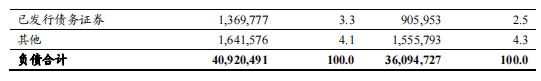 已发行债务证券 1,369,777 3.3 905,953 2.5
其他 1,641,576 4.1 1,555,793 4.3
负债合计 40,920,491 100.0 36,094,727 100.0